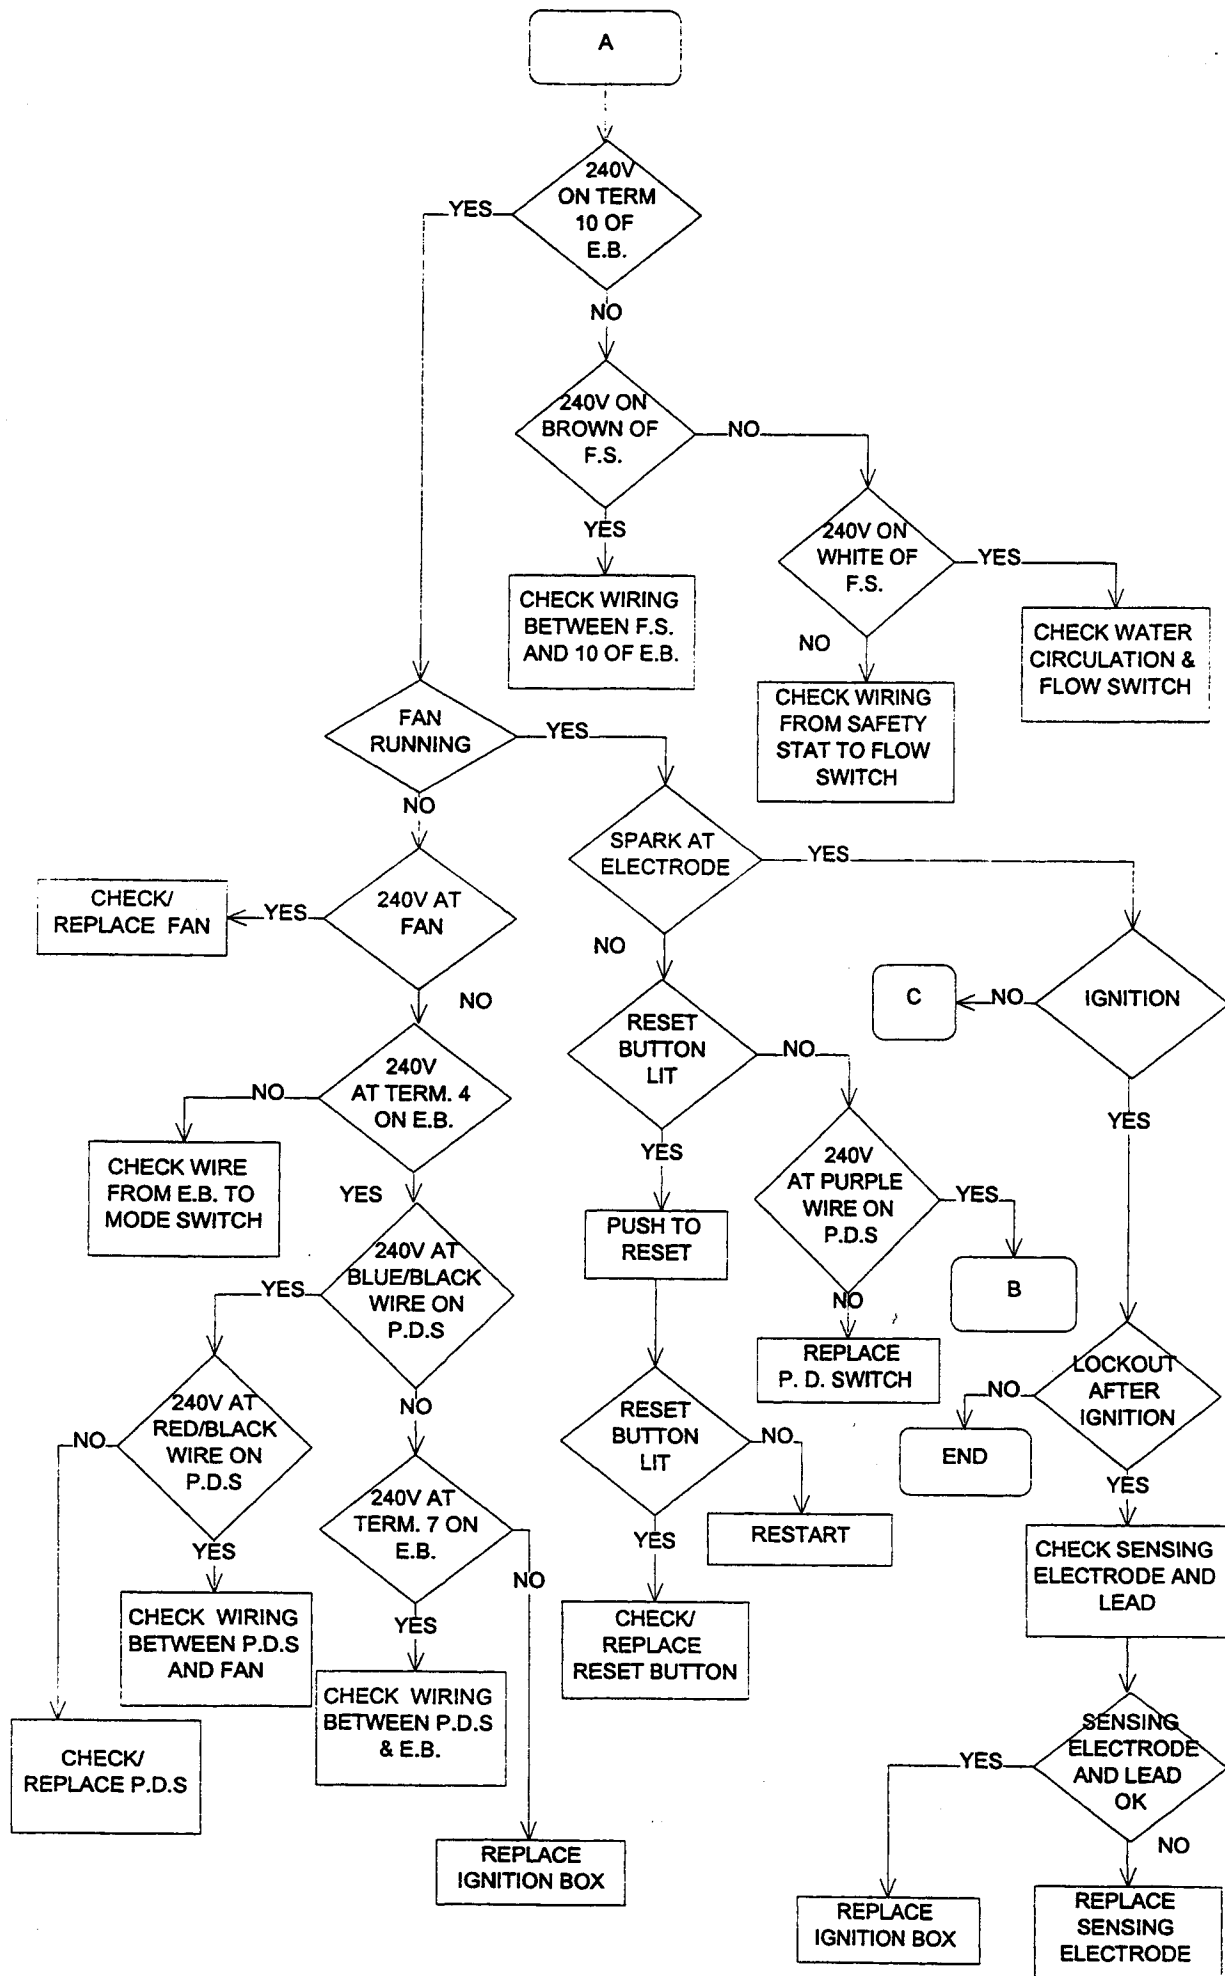 A
240V
ON TERM
10 OF
E.B.
YES
NO
240V ON
BROWN OF
F.S.
NO
YES
240V ON
WHITE OF
F.S.
YES
NO
CHECK WIRING
BETWEEN F.S.
AND 10 OF E.B.
CHECK WATER
CIRCULATION &
FLOW SWITCH
CHECK WIRING
FROM SAFETY
STAT TO FLOW
SWITCH
FAN
RUNNING
YES
NO
SPARK AT
ELECTRODE
YES
NO
CHECK/
REPLACE FAN
YES
240V AT
FAN
NO
C
NO
IGNITION
YES
RESET
BUTTON
LIT
NO
YES
240V
AT TERM. 4
ON E.B.
NO
YES
CHECK WIRE
FROM E.B. TO
MODE SWITCH
240V
AT PURPLE
WIRE ON
P.D.S
YES
NO
PUSH TO
RESET
B
240V AT
BLUE/BLACK
WIRE ON
P.D.S
YES
NO
REPLACE
P. D. SWITCH
LOCKOUT
AFTER
IGNITION
NO
YES
END
240V AT
RED/BLACK
WIRE ON
P.D.S
NO
YES
RESET
BUTTON
LIT
NO
YES
RESTART
240V AT
TERM. 7 ON
E.B.
NO
YES
CHECK SENSING
ELECTRODE AND
LEAD
CHECK WIRING
BETWEEN P.D.S
AND FAN
CHECK/
REPLACE
RESET BUTTON
CHECK WIRING
BETWEEN P.D.S
& E.B.
CHECK/
REPLACE P.D.S
SENSING
ELECTRODE
AND LEAD
OK
YES
NO
REPLACE
IGNITION BOX
REPLACE
IGNITION BOX
REPLACE
SENSING
ELECTRODE